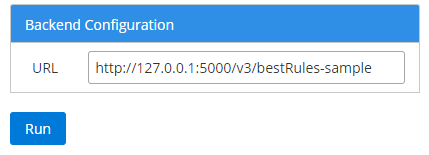 Backend Configuration
URL http://127.0.0.1:5000/v3/bestRules-sample
Run